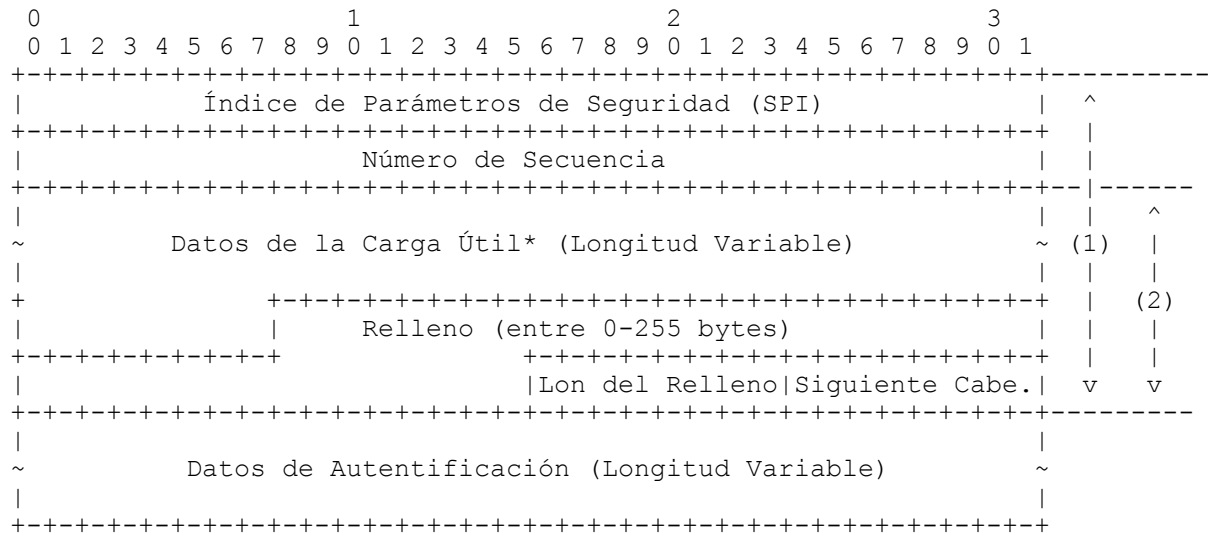 0                   1                   2                   3
 0 1 2 3 4 5 6 7 8 9 0 1 2 3 4 5 6 7 8 9 0 1 2 3 4 5 6 7 8 9 0 1
+-+-+-+-+-+-+-+-+-+-+-+-+-+-+-+-+-+-+-+-+-+-+-+-+-+-+-+-+-+-+-+-+----------
|           Índice de Parámetros de Seguridad (SPI)             |  ^
+-+-+-+-+-+-+-+-+-+-+-+-+-+-+-+-+-+-+-+-+-+-+-+-+-+-+-+-+-+-+-+-+  |
|                     Número de Secuencia                       |  |
+-+-+-+-+-+-+-+-+-+-+-+-+-+-+-+-+-+-+-+-+-+-+-+-+-+-+-+-+-+-+-+-+--|------
|                                                               |  |   ^
~         Datos de la Carga Útil* (Longitud Variable)           ~ (1)  |
|                                                               |  |   |
+               +-+-+-+-+-+-+-+-+-+-+-+-+-+-+-+-+-+-+-+-+-+-+-+-+  |  (2)
|               |     Relleno (entre 0-255 bytes)               |  |   |
+-+-+-+-+-+-+-+-+               +-+-+-+-+-+-+-+-+-+-+-+-+-+-+-+-+  |   |
|                               |Lon del Relleno|Siguiente Cabe.|  v   v
+-+-+-+-+-+-+-+-+-+-+-+-+-+-+-+-+-+-+-+-+-+-+-+-+-+-+-+-+-+-+-+-+---------
|                                                               |
~          Datos de Autentificación (Longitud Variable)         ~
|                                                               |
+-+-+-+-+-+-+-+-+-+-+-+-+-+-+-+-+-+-+-+-+-+-+-+-+-+-+-+-+-+-+-+-+